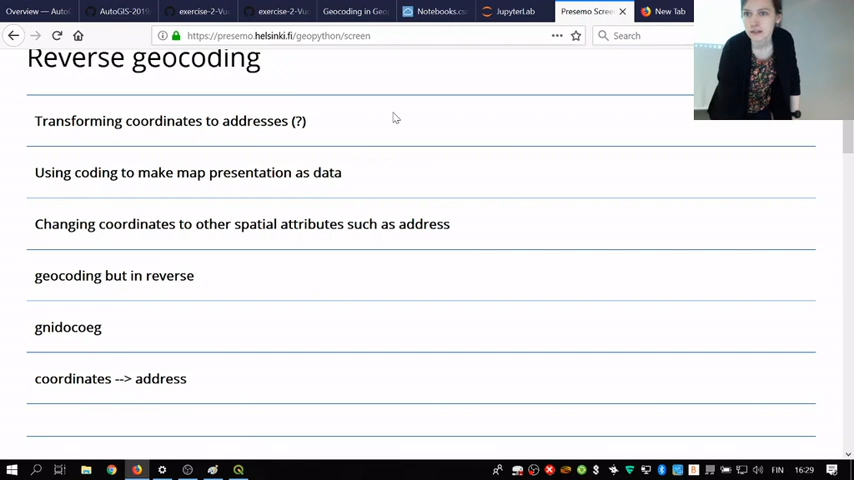 Overview — Auto
AutoGIS-2019
exercise-2-Vu
exercise-2-Vu
Geocoding in Geo
Notebooks.csc
JupyterLab
Presemo Scree
New Tab
https://presemo.helsinki.fi/geopython/screen
Search
Reverse geocoding
Transforming coordinates to addresses (?)
Using coding to make map presentation as data
Changing coordinates to other spatial attributes such as address
geocoding but in reverse
gnidocoeg
coordinates --> address
FIN
16:29